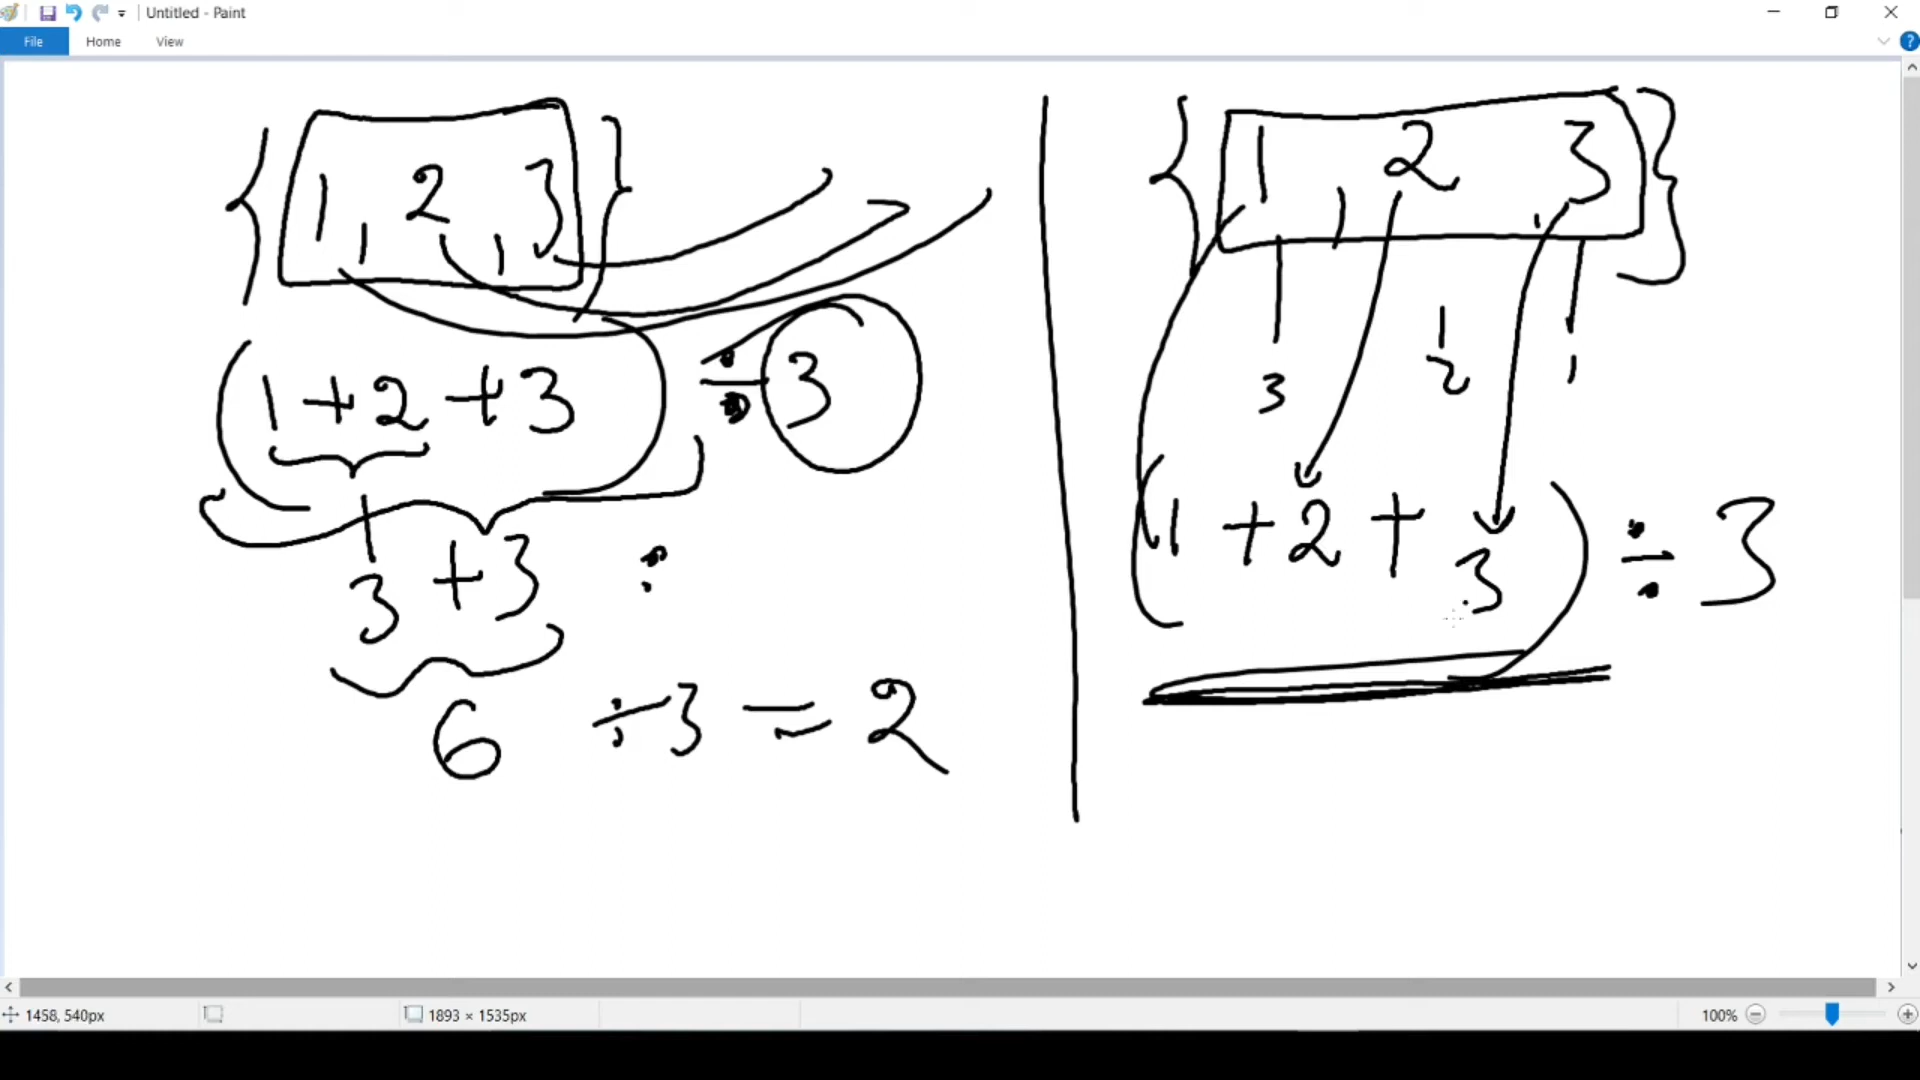 Untitled - Paint
File Home View
{ 1, 2, 3 }
(1 + 2 + 3) ÷ 3
3 + 3 :
6 ÷ 3 = 2
{ 1, 2, 3 }
3 2 1
(1 + 2 + 3) ÷ 3
1458, 540px 1893 × 1535px 100%